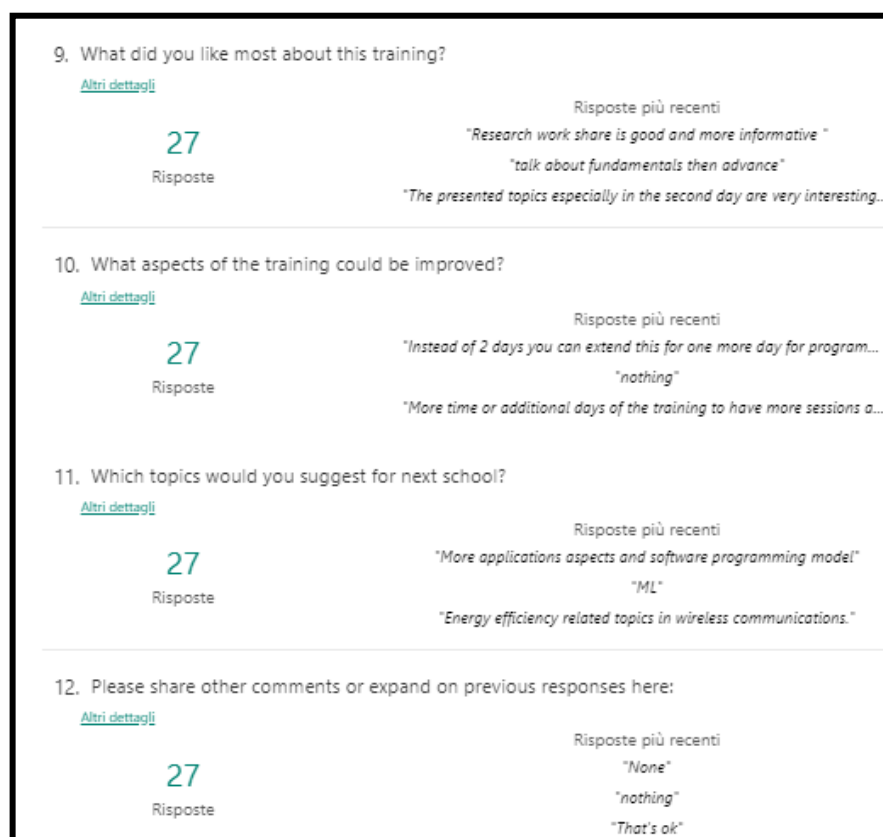 9. What did you like most about this training?
Altri dettagli
27
Risposte
Risposte più recenti
"Research work share is good and more informative "
"talk about fundamentals then advance"
"The presented topics especially in the second day are very interesting...
10. What aspects of the training could be improved?
Altri dettagli
27
Risposte
Risposte più recenti
"Instead of 2 days you can extend this for one more day for program...
"nothing"
"More time or additional days of the training to have more sessions a...
11. Which topics would you suggest for next school?
Altri dettagli
27
Risposte
Risposte più recenti
"More applications aspects and software programming model"
"ML"
"Energy efficiency related topics in wireless communications."
12. Please share other comments or expand on previous responses here:
Altri dettagli
27
Risposte
Risposte più recenti
"None"
"nothing"
"That's ok"